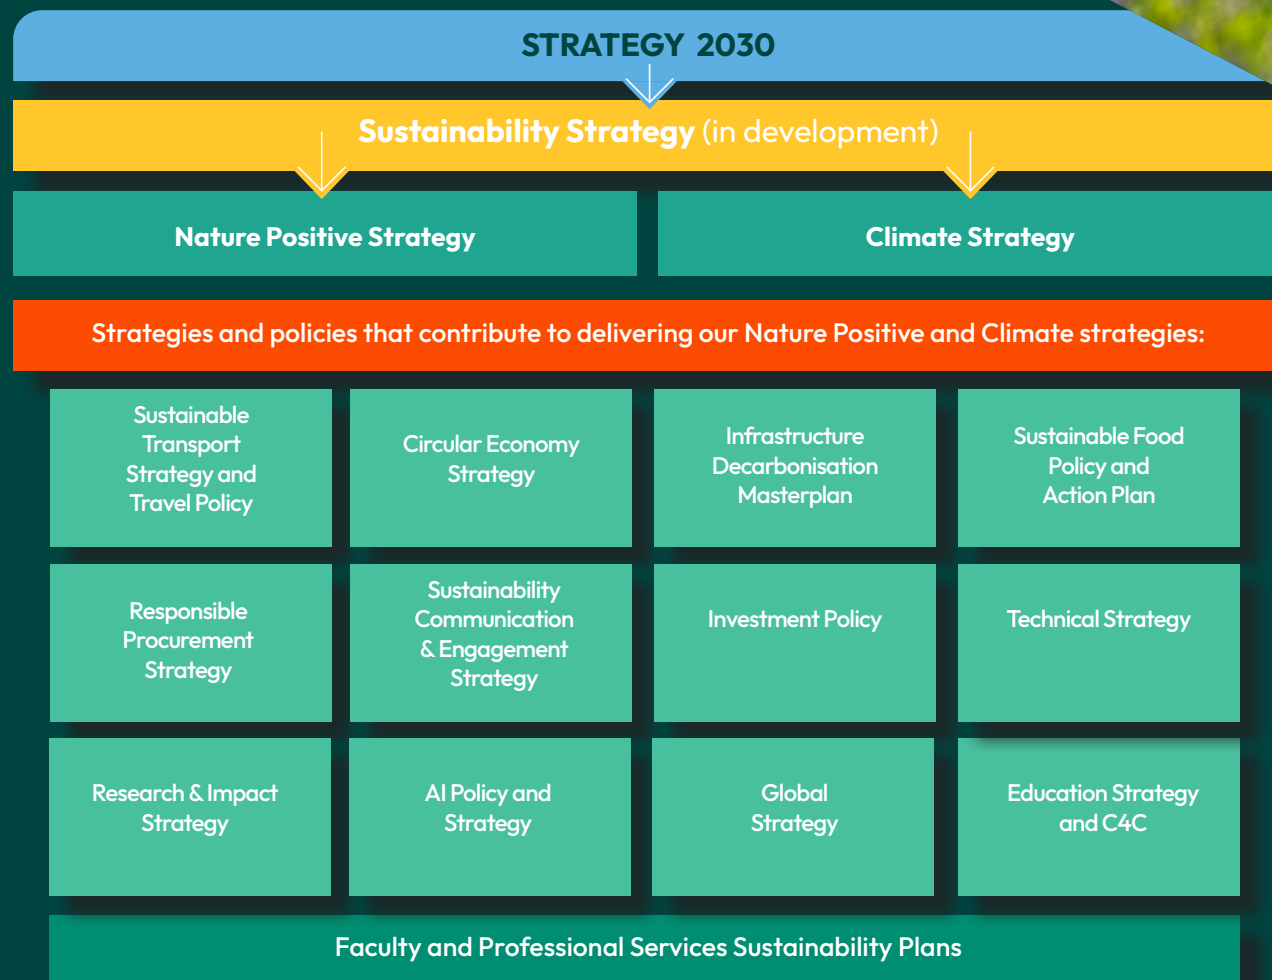 STRATEGY 2030
Sustainability Strategy (in development)
Nature Positive Strategy
Climate Strategy
Strategies and policies that contribute to delivering our Nature Positive and Climate strategies:
Sustainable
Transport
Strategy and
Travel Policy
Circular Economy
Strategy
Infrastructure
Decarbonisation
Masterplan
Sustainable Food
Policy and
Action Plan
Responsible
Procurement
Strategy
Sustainability
Communication
& Engagement
Strategy
Investment Policy
Technical Strategy
Research & Impact
Strategy
AI Policy and
Strategy
Global
Strategy
Education Strategy
and C4C
Faculty and Professional Services Sustainability Plans